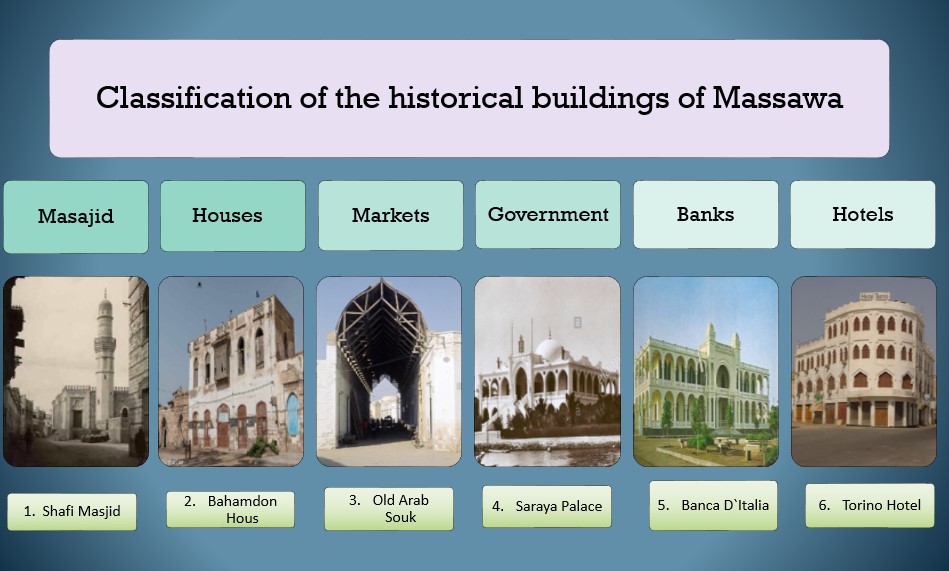 Classification of the historical buildings of Massawa
Masajid
Houses
Markets
Government
Banks
Hotels
1. Shafi Masjid
2. Bahamdon
Hous
3. Old Arab
Souk
4. Saraya Palace
5. Banca D`Italia
6. Torino Hotel